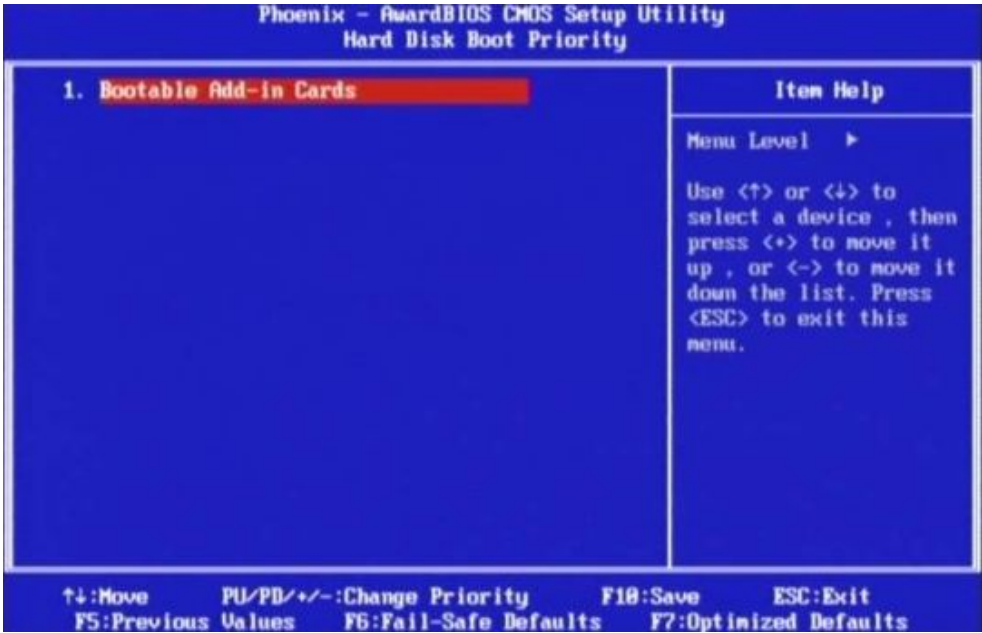 Phoenix - AwardBIOS CMOS Setup Utility
Hard Disk Boot Priority
1. Bootable Add-in Cards
Item Help
Menu Level ►
Use <↑> or <↓> to
select a device , then
press <+> to move it
up , or <-> to move it
down the list. Press
<ESC> to exit this
menu.
↑↓:Move PU/PD/+/-:Change Priority F10:Save ESC:Exit
F5:Previous Values F6:Fail-Safe Defaults F7:Optimized Defaults